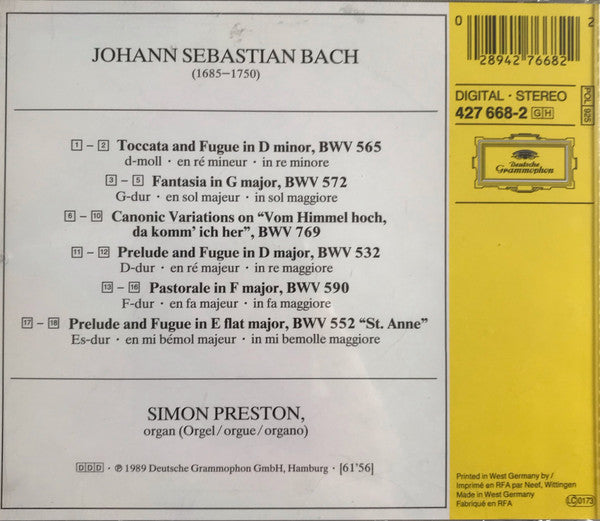 JOHANN SEBASTIAN BACH
(1685–1750)
1 – 2 Toccata and Fugue in D minor, BWV 565
d-moll · en ré mineur · in re minore
3 – 5 Fantasia in G major, BWV 572
G-dur · en sol majeur · in sol maggiore
6 – 10 Canonic Variations on “Vom Himmel hoch,
da komm’ ich her”, BWV 769
11 – 12 Prelude and Fugue in D major, BWV 532
D-dur · en ré majeur · in re maggiore
13 – 16 Pastorale in F major, BWV 590
F-dur · en fa majeur · in fa maggiore
17 – 18 Prelude and Fugue in E flat major, BWV 552 “St. Anne”
Es-dur · en mi bémol majeur · in mi bemolle maggiore
SIMON PRESTON,
organ (Orgel/orgue/organo)
DDD · ℗ 1989 Deutsche Grammophon GmbH, Hamburg · [61’56]
0 28942 76682 2
DIGITAL · STEREO
427 668-2 GH
POL 925
Deutsche
Grammophon
Printed in West Germany by /
Imprimé en RFA par Neef, Wittingen
Made in West Germany
Fabriqué en RFA
LC 0173